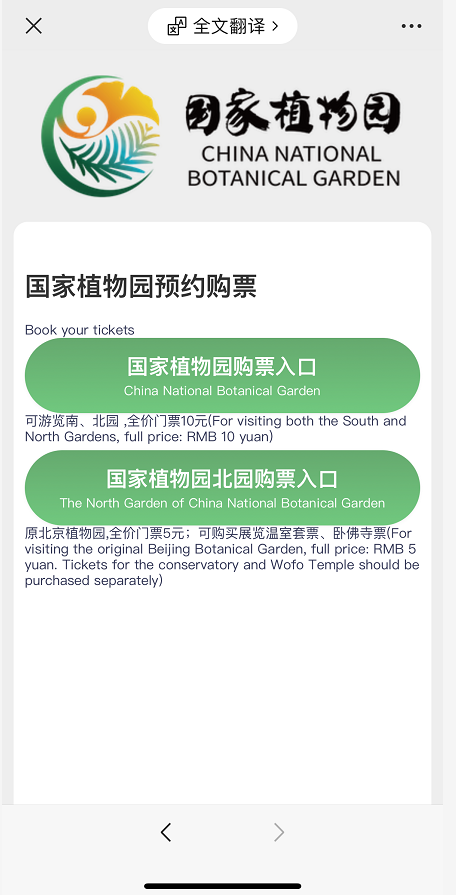 全文翻译
国家植物园
CHINA NATIONAL
BOTANICAL GARDEN
国家植物园预约购票
Book your tickets
国家植物园购票入口
China National Botanical Garden
可游览南、北园 ,全价门票10元(For visiting both the South and
North Gardens, full price: RMB 10 yuan)
国家植物园北园购票入口
The North Garden of China National Botanical Garden
原北京植物园,全价门票5元；可购买展览温室套票、卧佛寺票(For
visiting the original Beijing Botanical Garden, full price: RMB 5
yuan. Tickets for the conservatory and Wofo Temple should be
purchased separately)